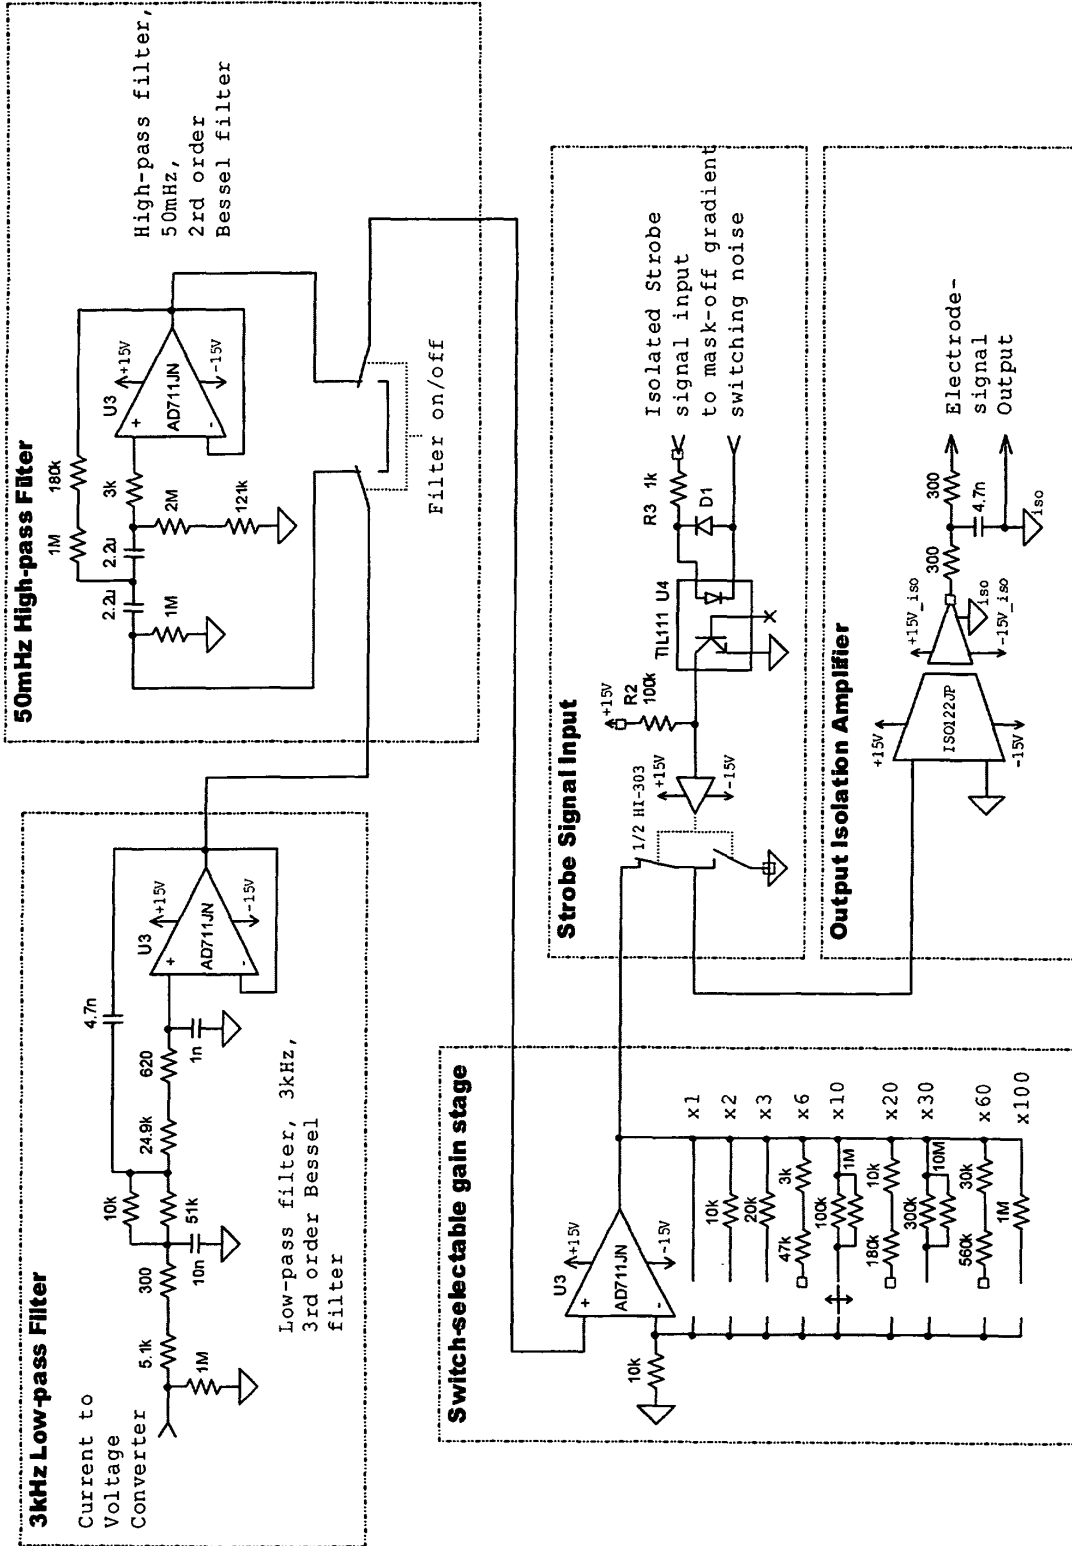 3kHz Low-pass Filter
Current to
Voltage
Converter
1M
5.1k
300
10n
10k
51k
24.9k
620
1n
4.7n
U3
+
-
AD711JN
+15V
-15V
Low-pass filter, 3kHz,
3rd order Bessel
filter
50mHz High-pass Filter
1M
180k
2.2u
2.2u
1M
3k
2M
121k
U3
+
-
AD711JN
+15V
-15V
High-pass filter,
50mHz,
2rd order
Bessel filter
Filter on/off
Switch-selectable gain stage
10k
U3
+
-
AD711JN
+15V
-15V
x1
10k
x2
20k
x3
47k
3k
x6
100k
1M
x10
180k
10k
x20
300k
10M
x30
560k
30k
x60
1M
x100
Strobe Signal Input
1/2 HI-303
+15V
-15V
+15V
R2
100k
TIL111 U4
R3 1k
D1
Isolated Strobe
signal input
to mask-off gradient
switching noise
Output Isolation Amplifier
+15V
ISO122JP
-15V
+15V_iso
iso
-15V_iso
300
300
4.7n
iso
Electrode-
signal
Output